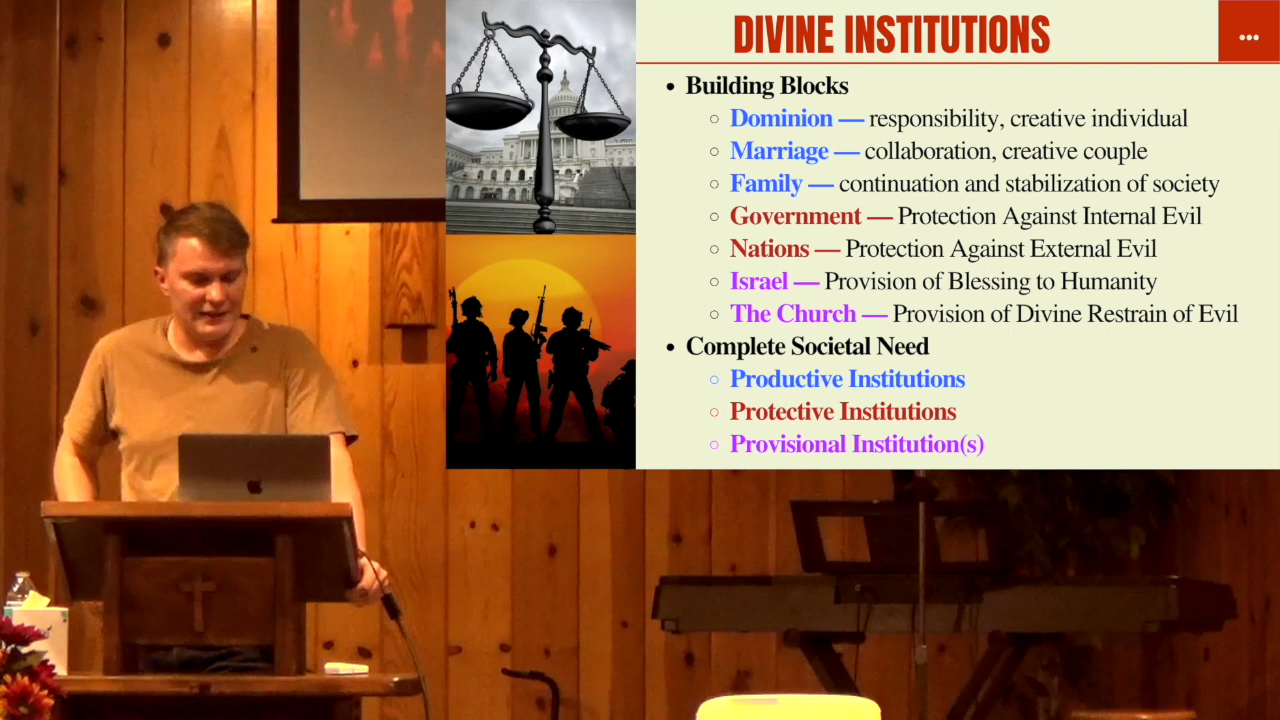 DIVINE INSTITUTIONS
...
• Building Blocks
○ Dominion — responsibility, creative individual
○ Marriage — collaboration, creative couple
○ Family — continuation and stabilization of society
○ Government — Protection Against Internal Evil
○ Nations — Protection Against External Evil
○ Israel — Provision of Blessing to Humanity
○ The Church — Provision of Divine Restrain of Evil
• Complete Societal Need
○ Productive Institutions
○ Protective Institutions
○ Provisional Institution(s)